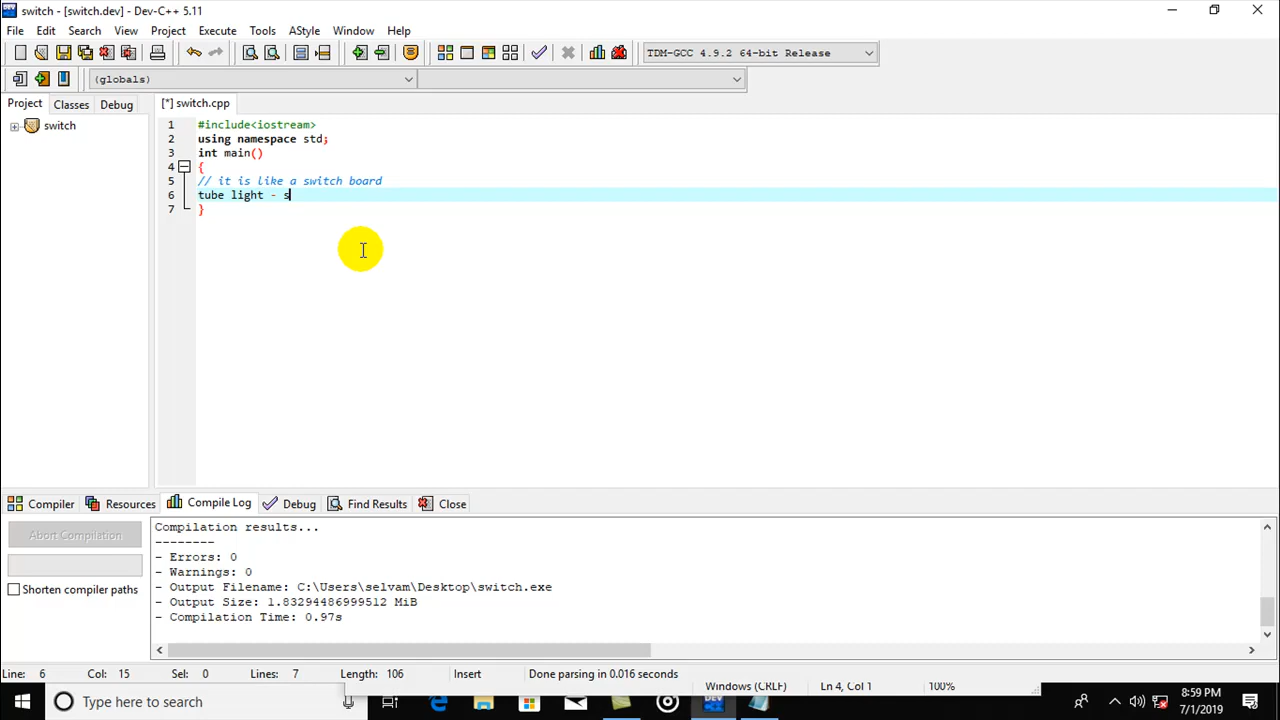 switch - [switch.dev] - Dev-C++ 5.11
File Edit Search View Project Execute Tools AStyle Window Help
TDM-GCC 4.9.2 64-bit Release
(globals)
Project Classes Debug [*] switch.cpp
switch
1 #include<iostream>
2 using namespace std;
3 int main()
4 {
5 // it is like a switch board
6 tube light - s
7 }
Compiler Resources Compile Log Debug Find Results Close
Abort Compilation
Shorten compiler paths
Compilation results...
--------
- Errors: 0
- Warnings: 0
- Output Filename: C:\Users\selvam\Desktop\switch.exe
- Output Size: 1.83294486999512 MiB
- Compilation Time: 0.97s
Line: 6 Col: 15 Sel: 0 Lines: 7 Length: 106 Insert Done parsing in 0.016 seconds
Windows (CRLF) Ln 4, Col 1 100%
Type here to search
DEV
8:59 PM
7/1/2019